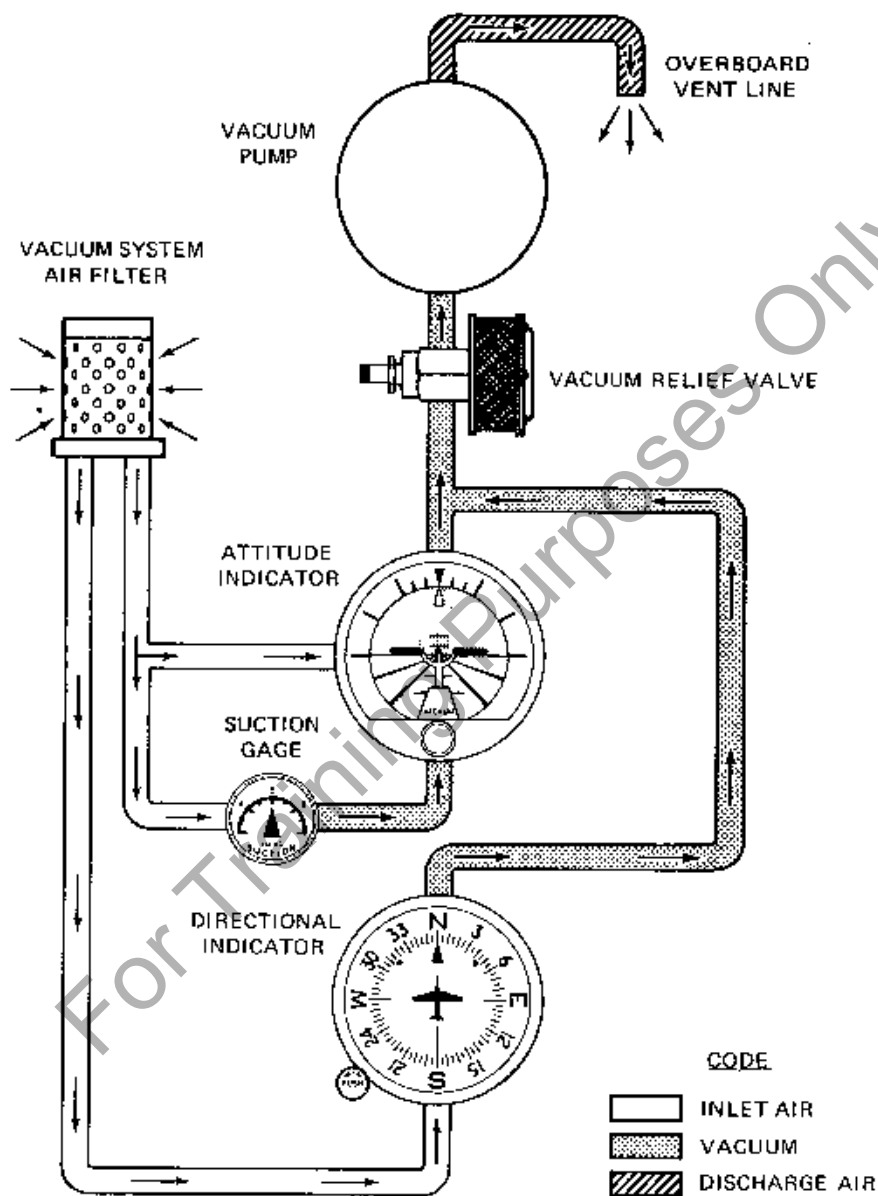 OVERBOARD
VENT LINE
VACUUM
PUMP
VACUUM SYSTEM
AIR FILTER
VACUUM RELIEF VALVE
ATTITUDE
INDICATOR
SUCTION
GAGE
SUCTION
DIRECTIONAL
INDICATOR
N
3
6
E
12
15
S
21
24
W
30
33
PUSH
CODE
INLET AIR
VACUUM
DISCHARGE AIR
For Training Purposes Only